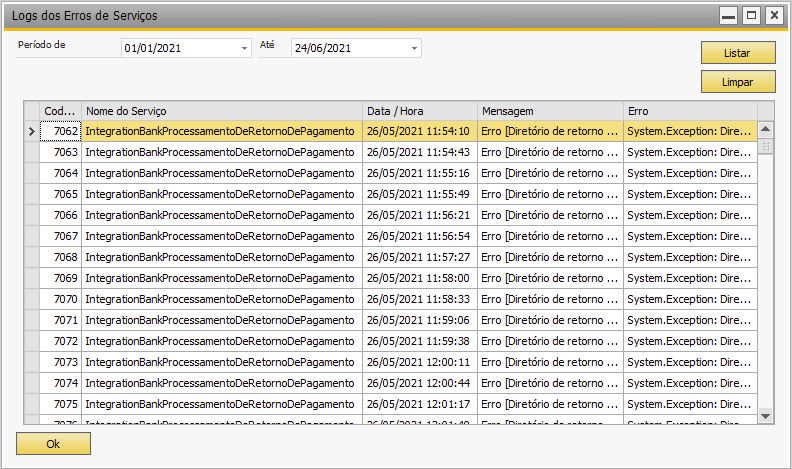 Logs dos Erros de Serviços
Período de 01/01/2021 Até 24/06/2021
Listar
Limpar
Cod... Nome do Serviço Data / Hora Mensagem Erro
7062 IntegrationBankProcessamentoDeRetornoDePagamento 26/05/2021 11:54:10 Erro [Diretório de retorno ... System.Exception: Dire...
7063 IntegrationBankProcessamentoDeRetornoDePagamento 26/05/2021 11:54:43 Erro [Diretório de retorno ... System.Exception: Dire...
7064 IntegrationBankProcessamentoDeRetornoDePagamento 26/05/2021 11:55:16 Erro [Diretório de retorno ... System.Exception: Dire...
7065 IntegrationBankProcessamentoDeRetornoDePagamento 26/05/2021 11:55:49 Erro [Diretório de retorno ... System.Exception: Dire...
7066 IntegrationBankProcessamentoDeRetornoDePagamento 26/05/2021 11:56:21 Erro [Diretório de retorno ... System.Exception: Dire...
7067 IntegrationBankProcessamentoDeRetornoDePagamento 26/05/2021 11:56:54 Erro [Diretório de retorno ... System.Exception: Dire...
7068 IntegrationBankProcessamentoDeRetornoDePagamento 26/05/2021 11:57:27 Erro [Diretório de retorno ... System.Exception: Dire...
7069 IntegrationBankProcessamentoDeRetornoDePagamento 26/05/2021 11:58:00 Erro [Diretório de retorno ... System.Exception: Dire...
7070 IntegrationBankProcessamentoDeRetornoDePagamento 26/05/2021 11:58:33 Erro [Diretório de retorno ... System.Exception: Dire...
7071 IntegrationBankProcessamentoDeRetornoDePagamento 26/05/2021 11:59:06 Erro [Diretório de retorno ... System.Exception: Dire...
7072 IntegrationBankProcessamentoDeRetornoDePagamento 26/05/2021 11:59:38 Erro [Diretório de retorno ... System.Exception: Dire...
7073 IntegrationBankProcessamentoDeRetornoDePagamento 26/05/2021 12:00:11 Erro [Diretório de retorno ... System.Exception: Dire...
7074 IntegrationBankProcessamentoDeRetornoDePagamento 26/05/2021 12:00:44 Erro [Diretório de retorno ... System.Exception: Dire...
7075 IntegrationBankProcessamentoDeRetornoDePagamento 26/05/2021 12:01:17 Erro [Diretório de retorno ... System.Exception: Dire...
Ok